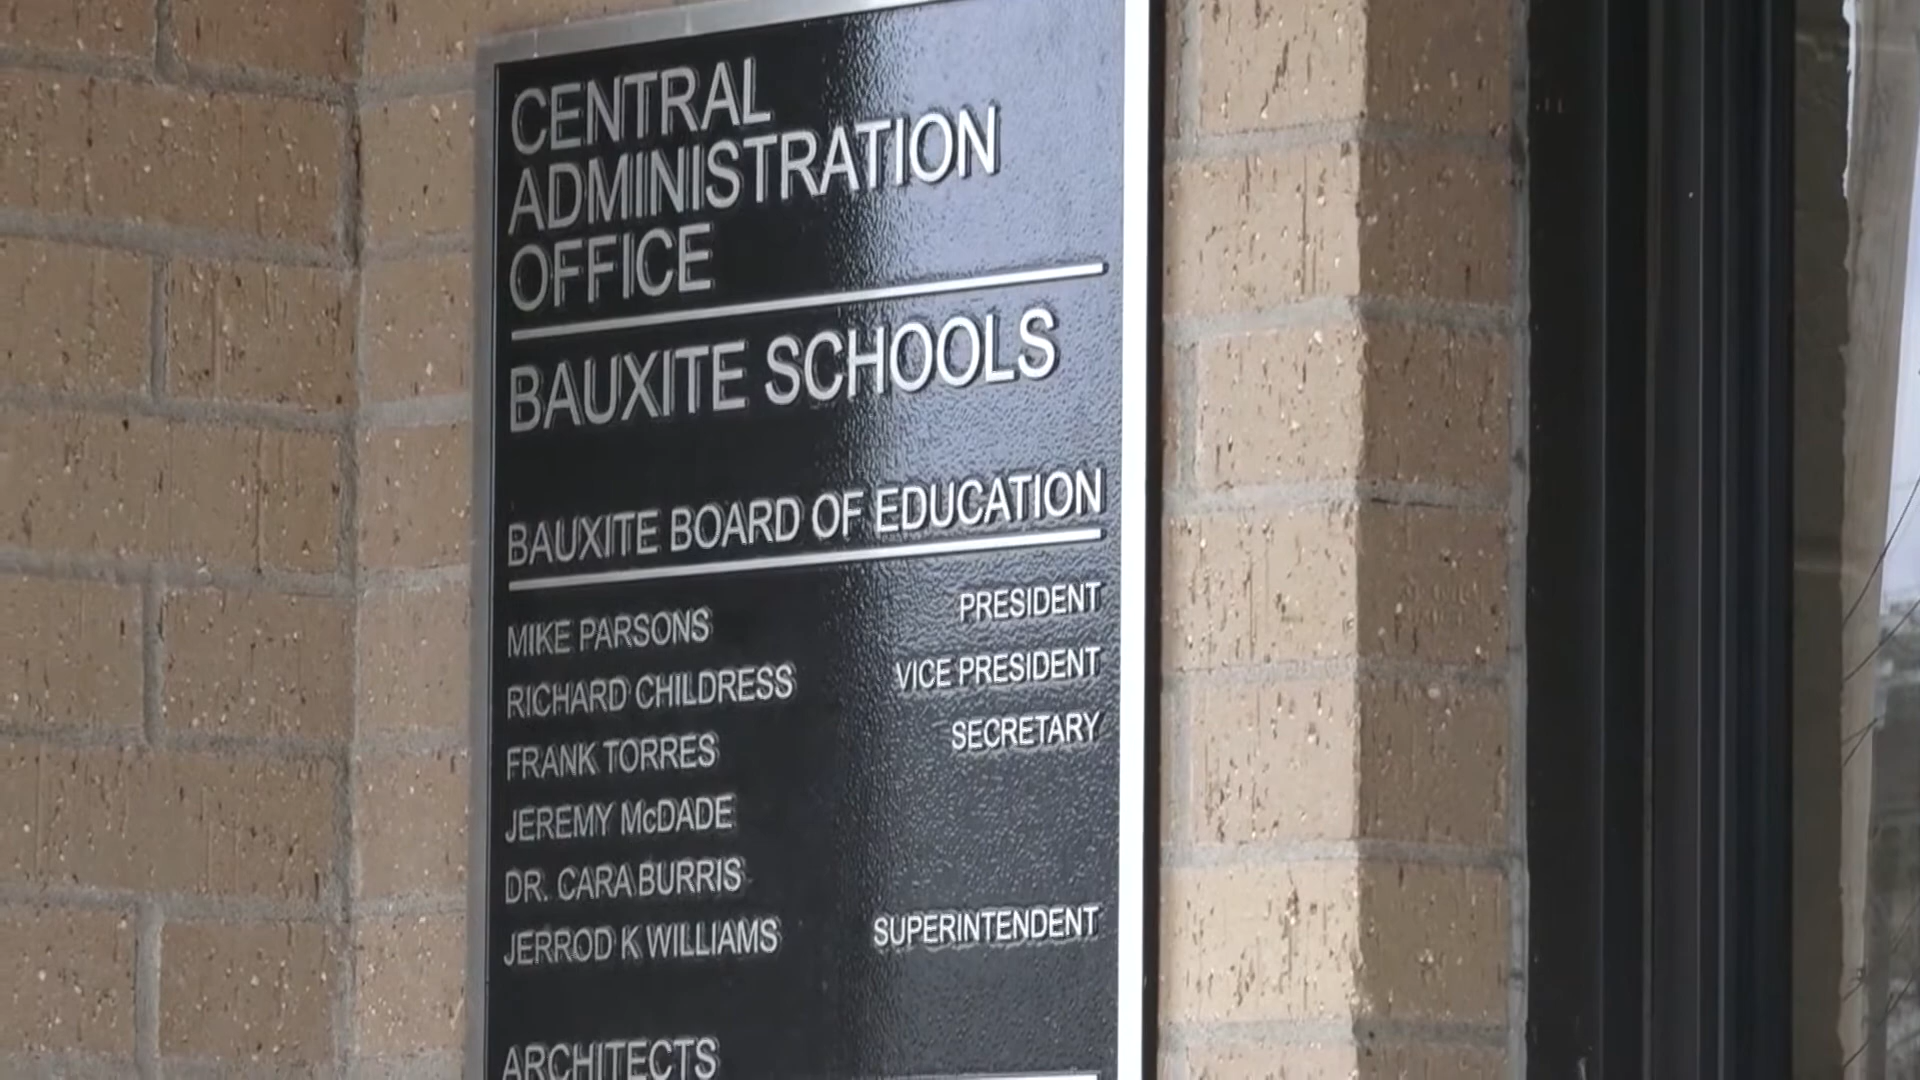 CENTRAL
ADMINISTRATION
OFFICE
BAUXITE SCHOOLS
BAUXITE BOARD OF EDUCATION
MIKE PARSONS PRESIDENT
RICHARD CHILDRESS VICE PRESIDENT
FRANK TORRES SECRETARY
JEREMY McDADE
DR. CARA BURRIS
JERROD K WILLIAMS SUPERINTENDENT
ARCHITECTS